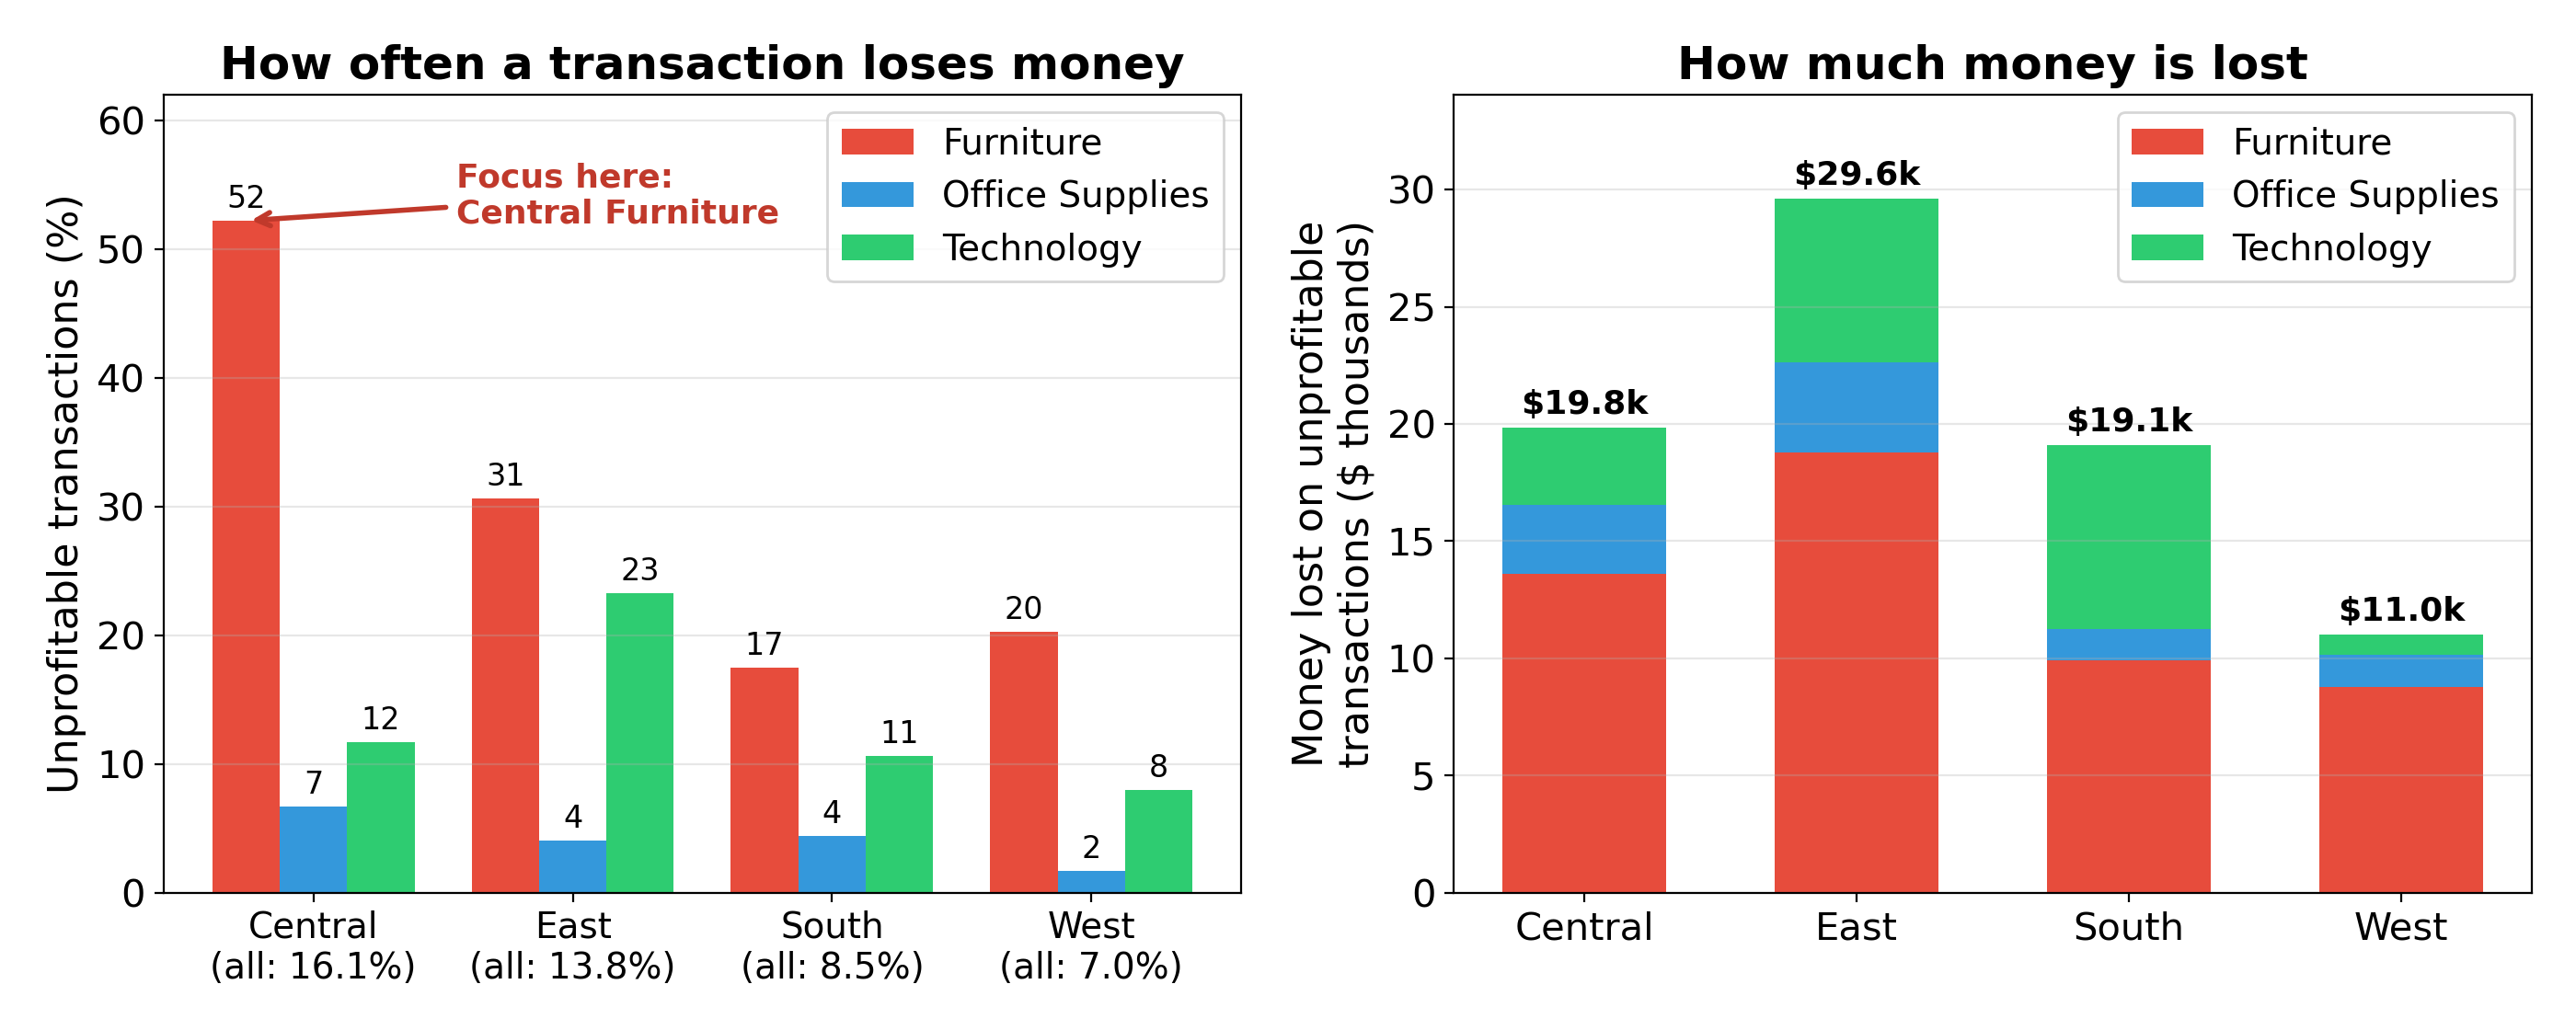 How often a transaction loses money
Unprofitable transactions (%)
60
50
40
30
20
10
0
52
7
12
31
4
23
17
4
11
20
2
8
Focus here:
Central Furniture
Furniture
Office Supplies
Technology
Central
(all: 16.1%)
East
(all: 13.8%)
South
(all: 8.5%)
West
(all: 7.0%)
How much money is lost
Money lost on unprofitable
transactions ($ thousands)
30
25
20
15
10
5
0
$19.8k
$29.6k
$19.1k
$11.0k
Furniture
Office Supplies
Technology
Central
East
South
West